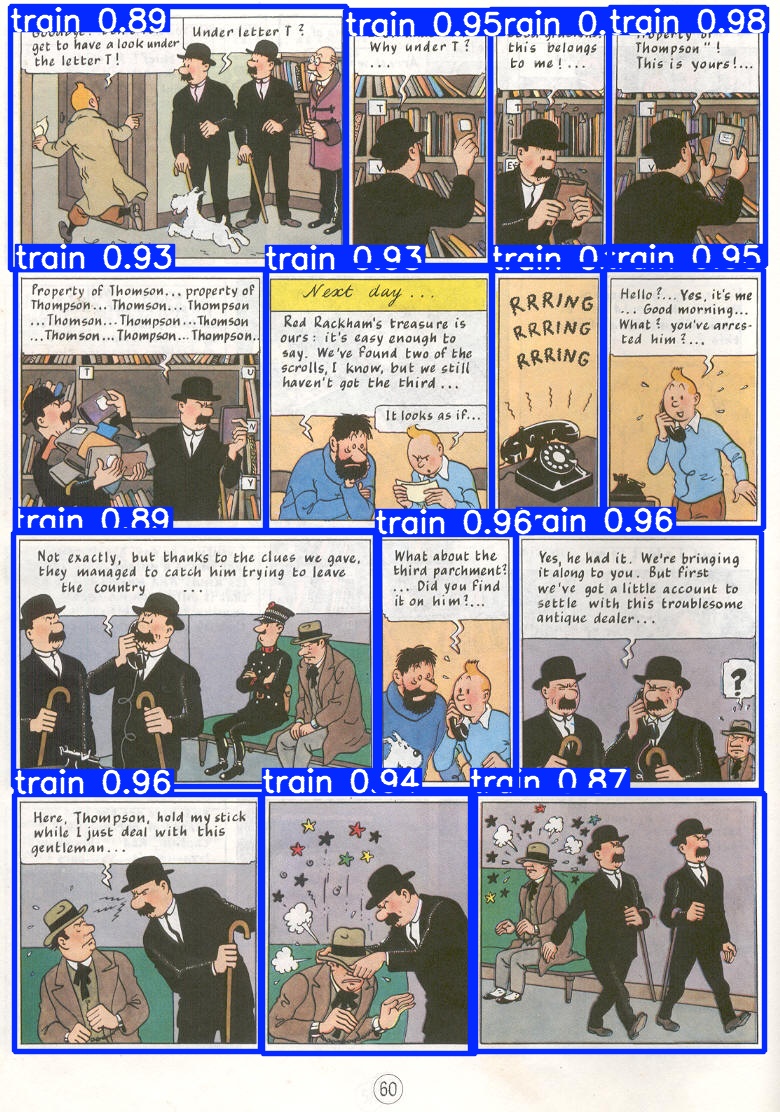 train 0.89
get to have a look under
the letter T!
Under letter T?
train 0.95
Why under T?
...
train 0.
this belongs
to me!...
train 0.98
Thompson"!
This is yours!...
T
V
T
T
V
train 0.93
Property of Thomson... property of
Thompson... Thomson... Thompson
...Thomson... Thompson... Thomson
...Thomson... Thompson... Thompson..
T
U
V
Y
train 0.93
Next day...
Red Rackham's treasure is
ours: it's easy enough to
say. We've found two of the
scrolls, I know, but we still
haven't got the third...
It looks as if...
train 0.
RRRING
RRRING
RRRING
train 0.95
Hello?... Yes, it's me
... Good morning...
What? you've arres-
ted him?...
train 0.89
Not exactly, but thanks to the clues we gave,
they managed to catch him trying to leave
the country ...
train 0.96
What about the
third parchment?
... Did you find
it on him?...
rain 0.96
Yes, he had it. We're bringing
it along to you. But first
we've got a little account to
settle with this troublesome
antique dealer...
?
train 0.96
Here, Thompson, hold my stick
while I just deal with this
gentleman...
train 0.94
train 0.87
60